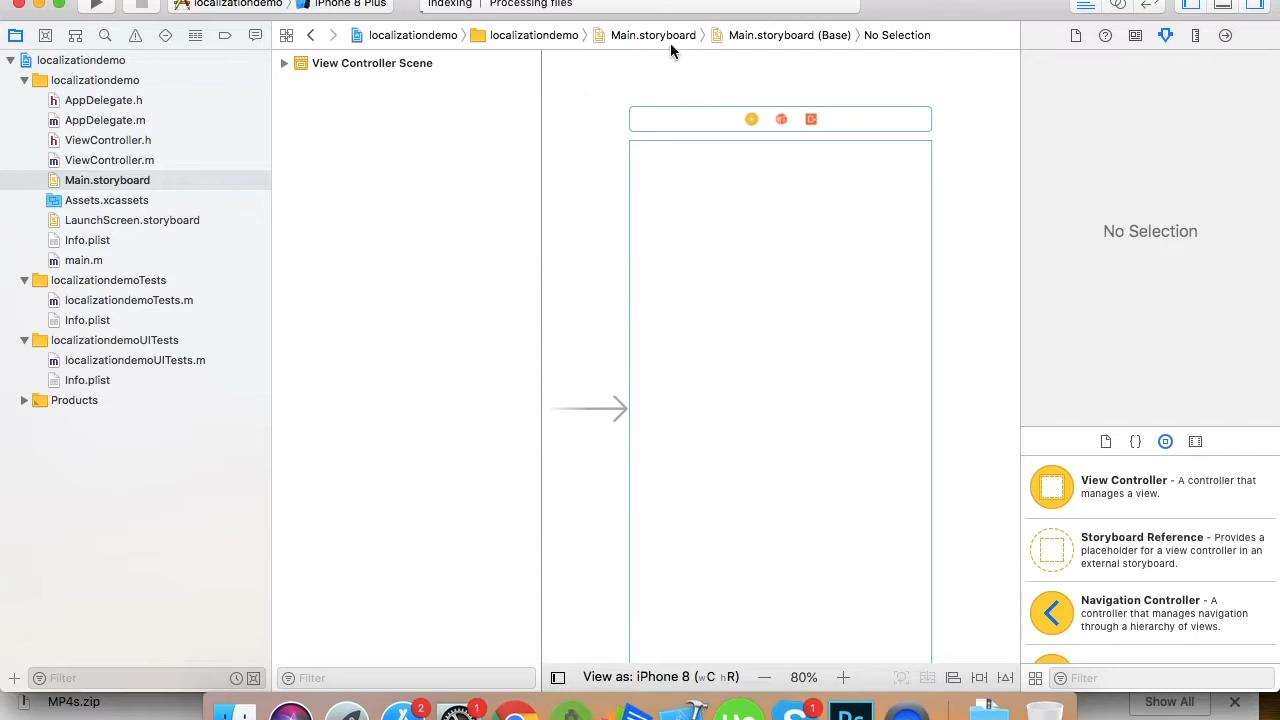 localizationdemo iPhone 8 Plus Indexing | Processing files
localizationdemo localizationdemo Main.storyboard Main.storyboard (Base) No Selection
localizationdemo
localizationdemo
AppDelegate.h
AppDelegate.m
ViewController.h
ViewController.m
Main.storyboard
Assets.xcassets
LaunchScreen.storyboard
Info.plist
main.m
localizationdemoTests
localizationdemoTests.m
Info.plist
localizationdemoUITests
localizationdemoUITests.m
Info.plist
Products
Filter
View Controller Scene
Filter
View as: iPhone 8 (wC hR) — 80% +
No Selection
{}
View Controller - A controller that
manages a view.
Storyboard Reference - Provides a
placeholder for a view controller in an
external storyboard.
Navigation Controller - A
controller that manages navigation
through a hierarchy of views.
Filter
MP4s.zip
Show All
2
1
1
Ps